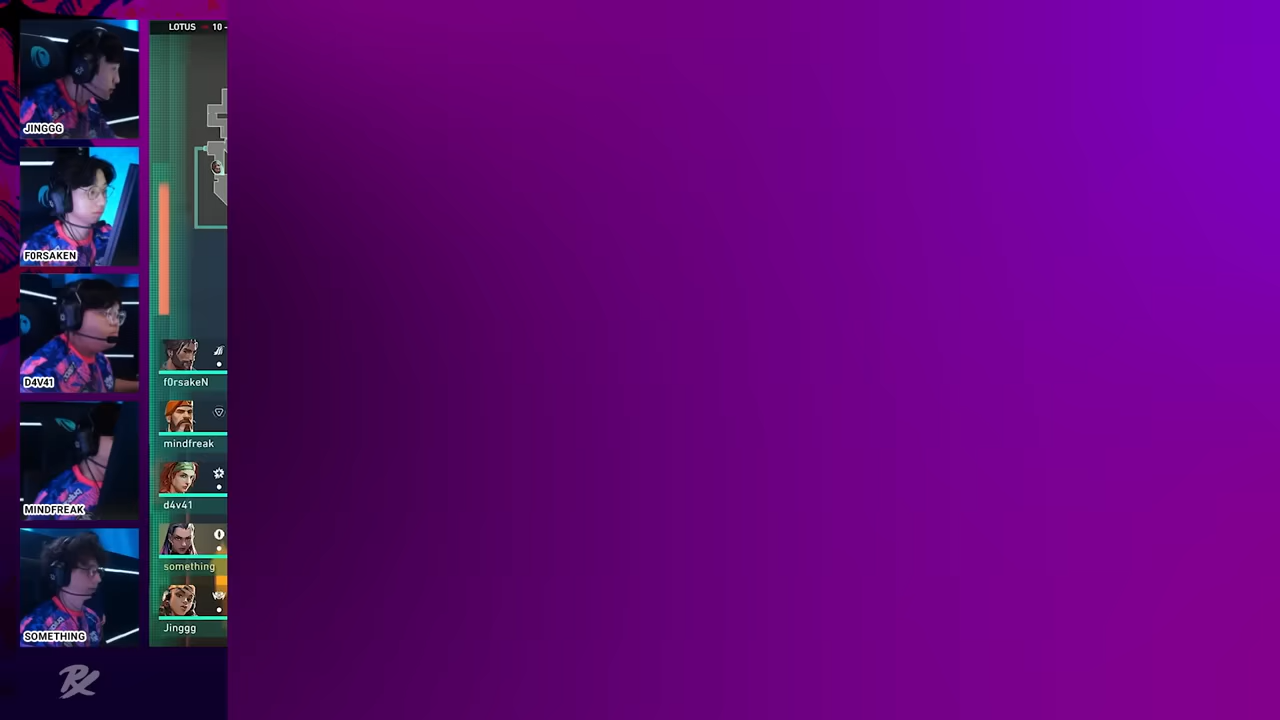 LOTUS 10 -
JINGGG
F0RSAKEN
D4V41
MINDFREAK
SOMETHING
f0rsakeN
mindfreak
d4v41
something
Jinggg